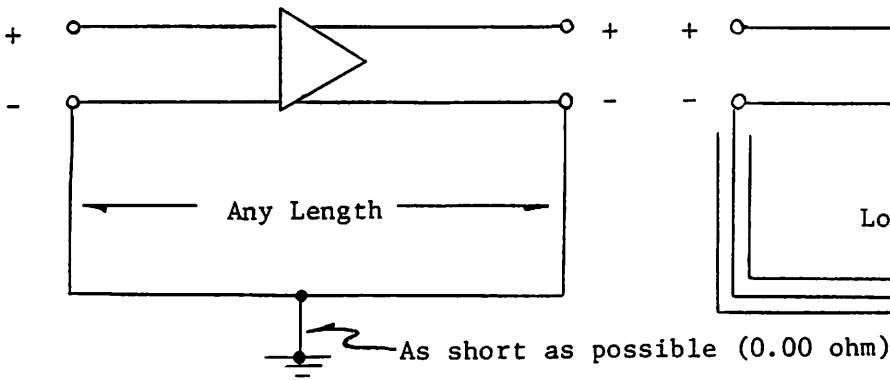 + + +
- - -
Any Length
Lo
As short as possible (0.00 ohm)